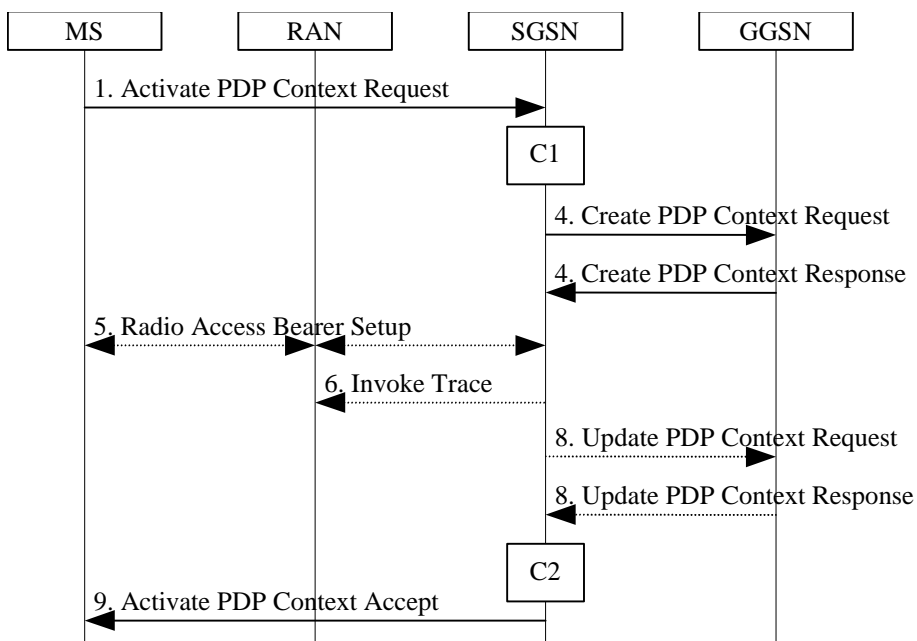 MS
RAN
SGSN
GGSN
1. Activate PDP Context Request
C1
4. Create PDP Context Request
4. Create PDP Context Response
5. Radio Access Bearer Setup
6. Invoke Trace
8. Update PDP Context Request
8. Update PDP Context Response
C2
9. Activate PDP Context Accept